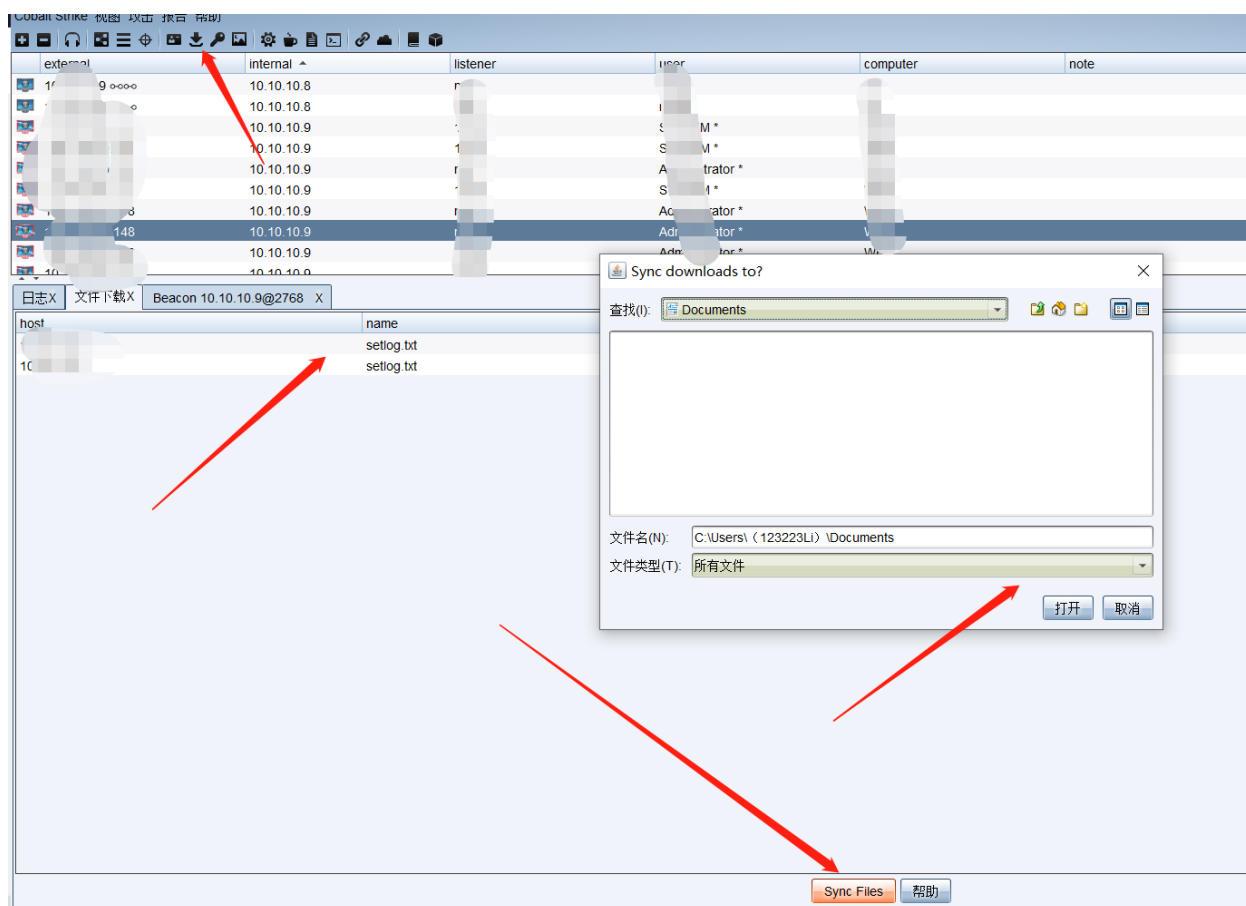 Cobalt Strike 视图 攻击 报告 帮助
external internal listener user computer note
10.10.10.8
10.10.10.8
10.10.10.9
10.10.10.9
10.10.10.9
10.10.10.9
10.10.10.9
148 10.10.10.9
10.10.10.9
10.10.10.9
Sync downloads to?
日志X 文件下载X Beacon 10.10.10.9@2768 X
查找(I): Documents
host name
setlog.txt
setlog.txt
文件名(N): C:\Users\（123223Li）\Documents
文件类型(T): 所有文件
打开 取消
Sync Files 帮助